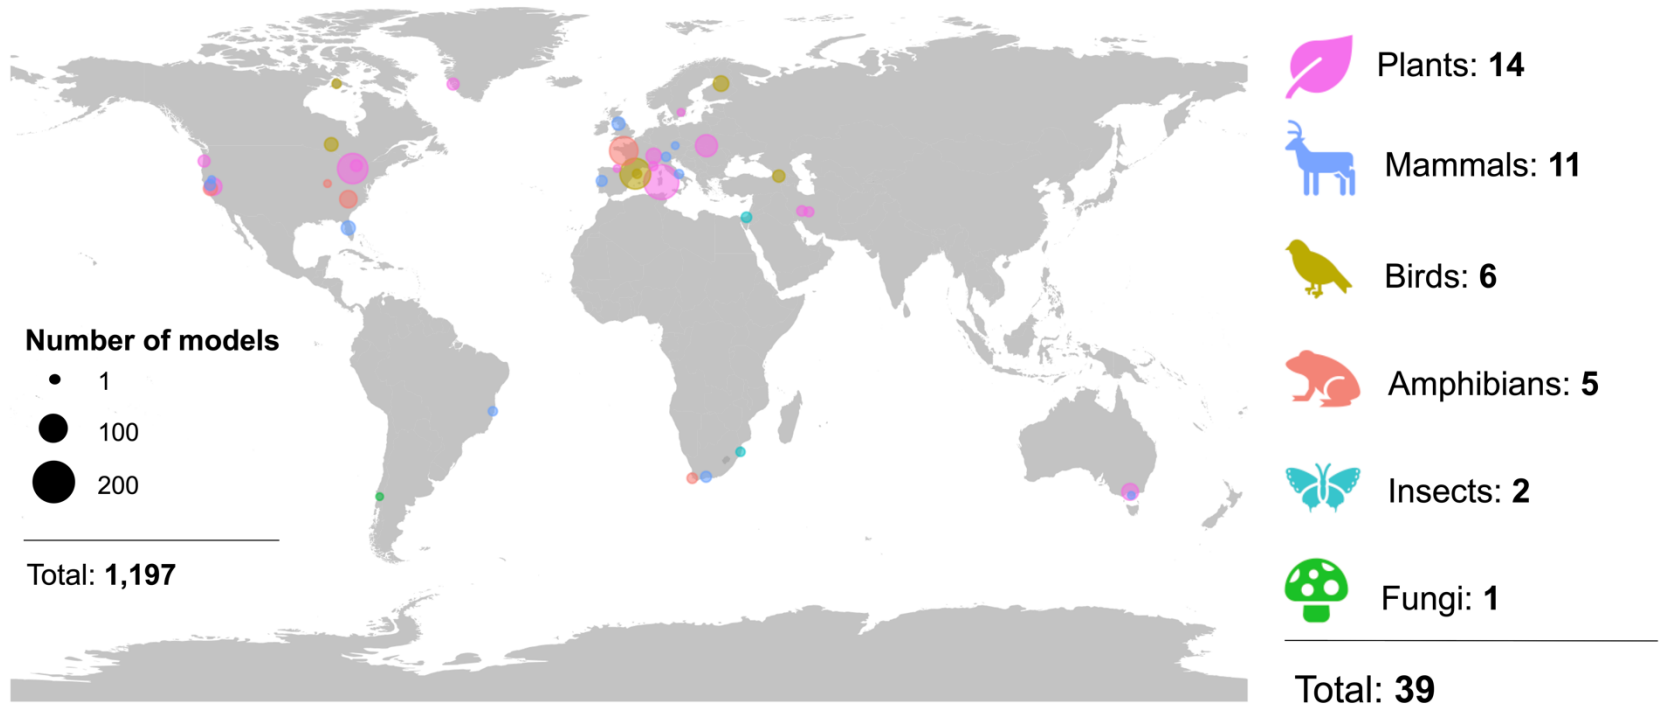 Number of models
1
100
200
Total: 1,197
Plants: 14
Mammals: 11
Birds: 6
Amphibians: 5
Insects: 2
Fungi: 1
Total: 39